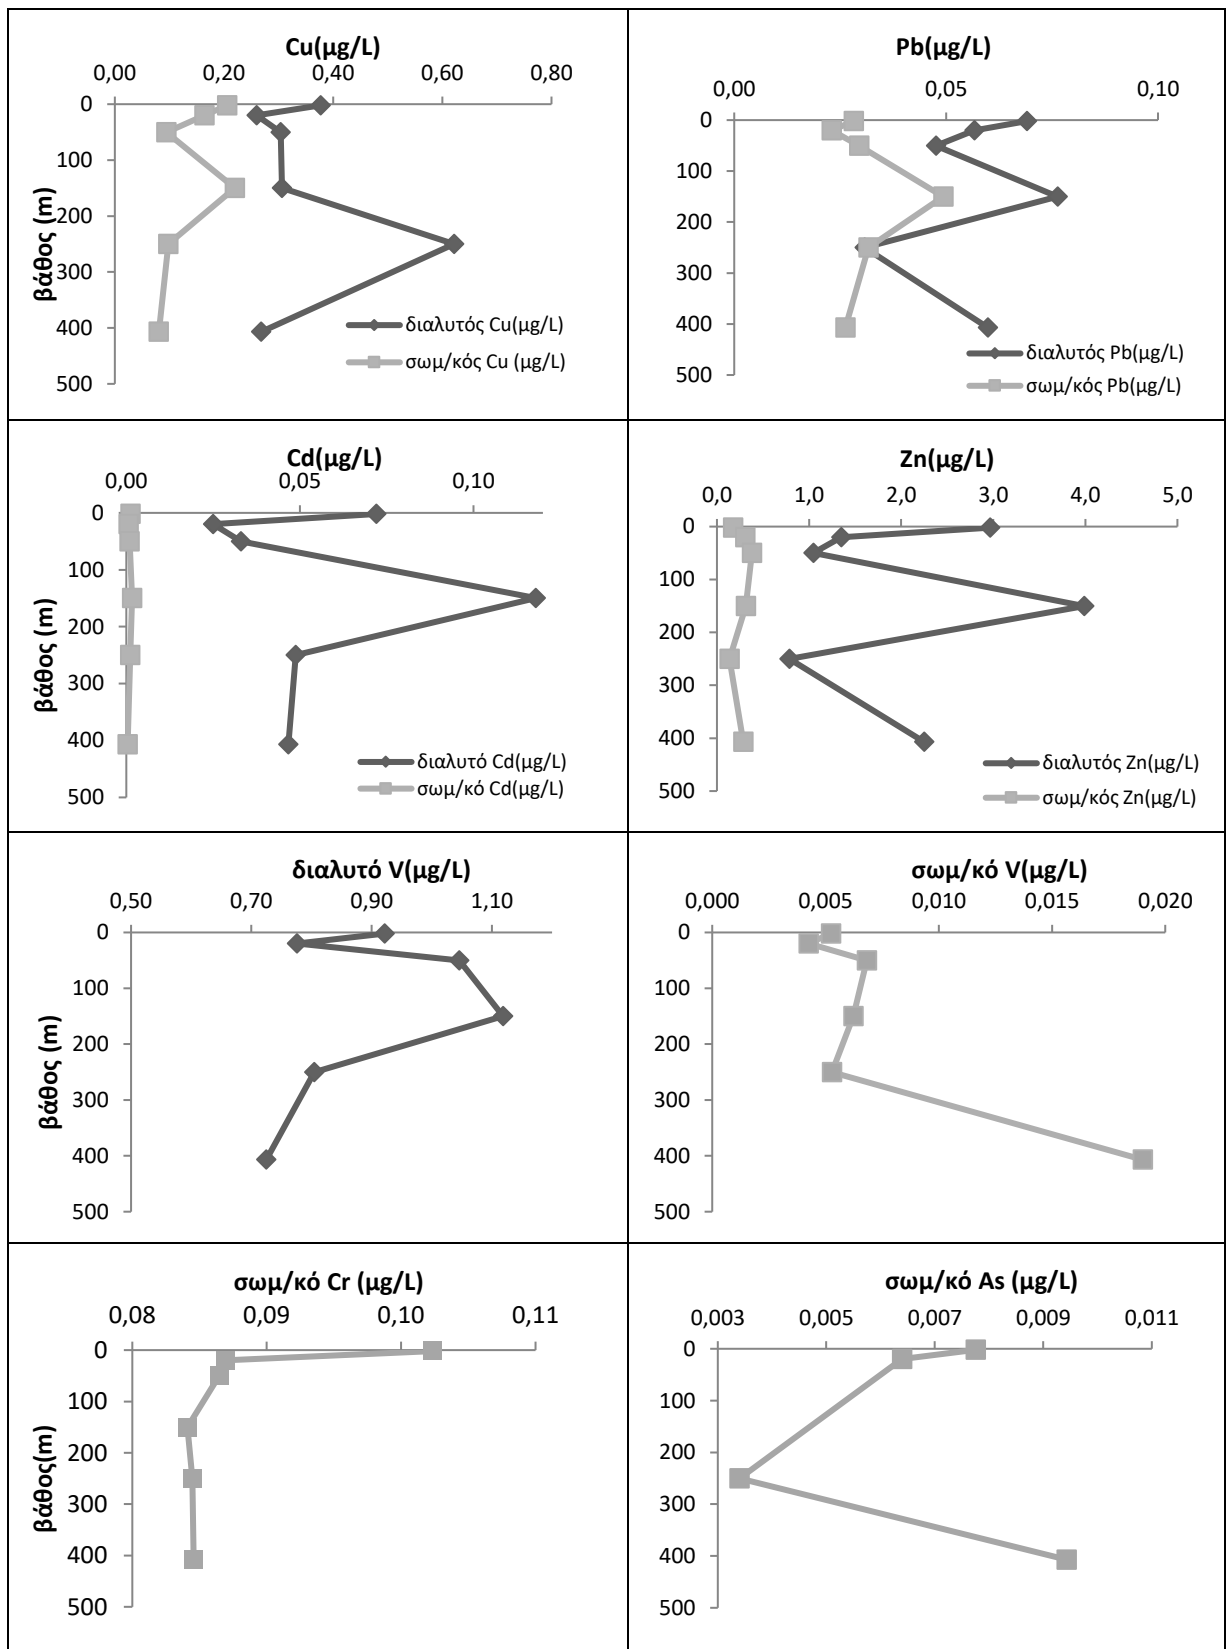 Cu(μg/L)
0,00 0,20 0,40 0,60 0,80
0
100
200
300
400
500
βάθος (m)
διαλυτός Cu(μg/L)
σωμ/κός Cu (μg/L)
Pb(μg/L)
0,00 0,05 0,10
0
100
200
300
400
500
διαλυτός Pb(μg/L)
σωμ/κός Pb(μg/L)
Cd(μg/L)
0,00 0,05 0,10
0
100
200
300
400
500
βάθος (m)
διαλυτό Cd(μg/L)
σωμ/κό Cd(μg/L)
Zn(μg/L)
0,0 1,0 2,0 3,0 4,0 5,0
0
100
200
300
400
500
διαλυτός Zn(μg/L)
σωμ/κός Zn(μg/L)
διαλυτό V(μg/L)
0,50 0,70 0,90 1,10
0
100
200
300
400
500
βάθος (m)
σωμ/κό V(μg/L)
0,000 0,005 0,010 0,015 0,020
0
100
200
300
400
500
σωμ/κό Cr (μg/L)
0,08 0,09 0,10 0,11
0
100
200
300
400
500
βάθος(m)
σωμ/κό As (μg/L)
0,003 0,005 0,007 0,009 0,011
0
100
200
300
400
500